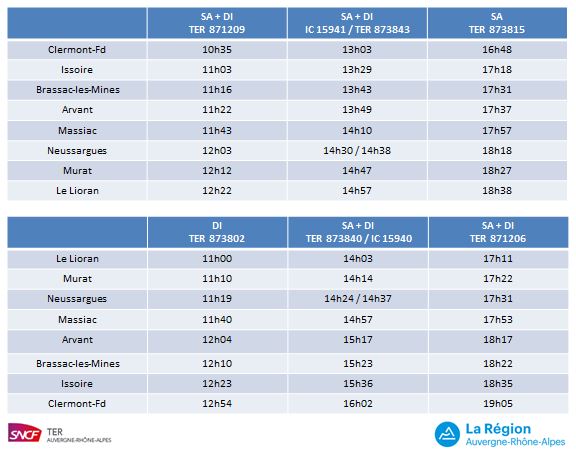 SA + DI SA + DI SA
TER 871209 IC 15941 / TER 873843 TER 873815
Clermont-Fd 10h35 13h03 16h48
Issoire 11h03 13h29 17h18
Brassac-les-Mines 11h16 13h43 17h31
Arvant 11h22 13h49 17h37
Massiac 11h43 14h10 17h57
Neussargues 12h03 14h30 / 14h38 18h18
Murat 12h12 14h47 18h27
Le Lioran 12h22 14h57 18h38
DI SA + DI SA + DI
TER 873802 TER 873840 / IC 15940 TER 871206
Le Lioran 11h00 14h03 17h11
Murat 11h10 14h14 17h22
Neussargues 11h19 14h24 / 14h37 17h31
Massiac 11h40 14h57 17h53
Arvant 12h04 15h17 18h17
Brassac-les-Mines 12h10 15h23 18h22
Issoire 12h23 15h36 18h35
Clermont-Fd 12h54 16h02 19h05
SNCF TER
AUVERGNE-RHÔNE-ALPES
La Région
Auvergne-Rhône-Alpes